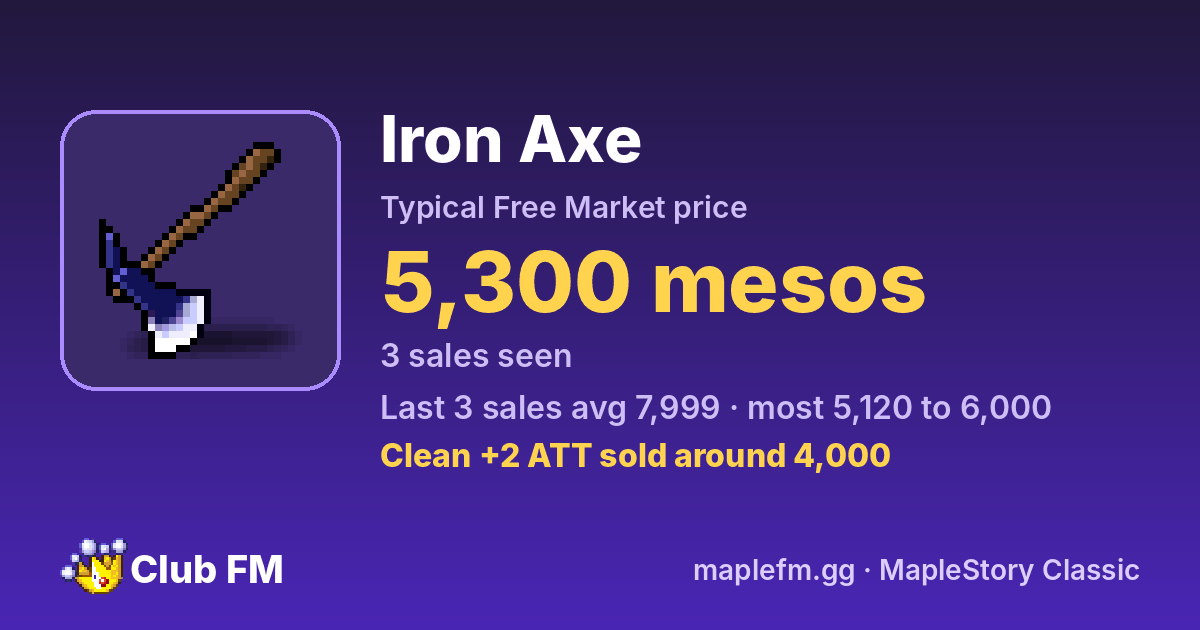 Iron Axe
Typical Free Market price
5,300 mesos
3 sales seen
Last 3 sales avg 7,999 · most 5,120 to 6,000
Clean +2 ATT sold around 4,000
Club FM
maplefm.gg · MapleStory Classic